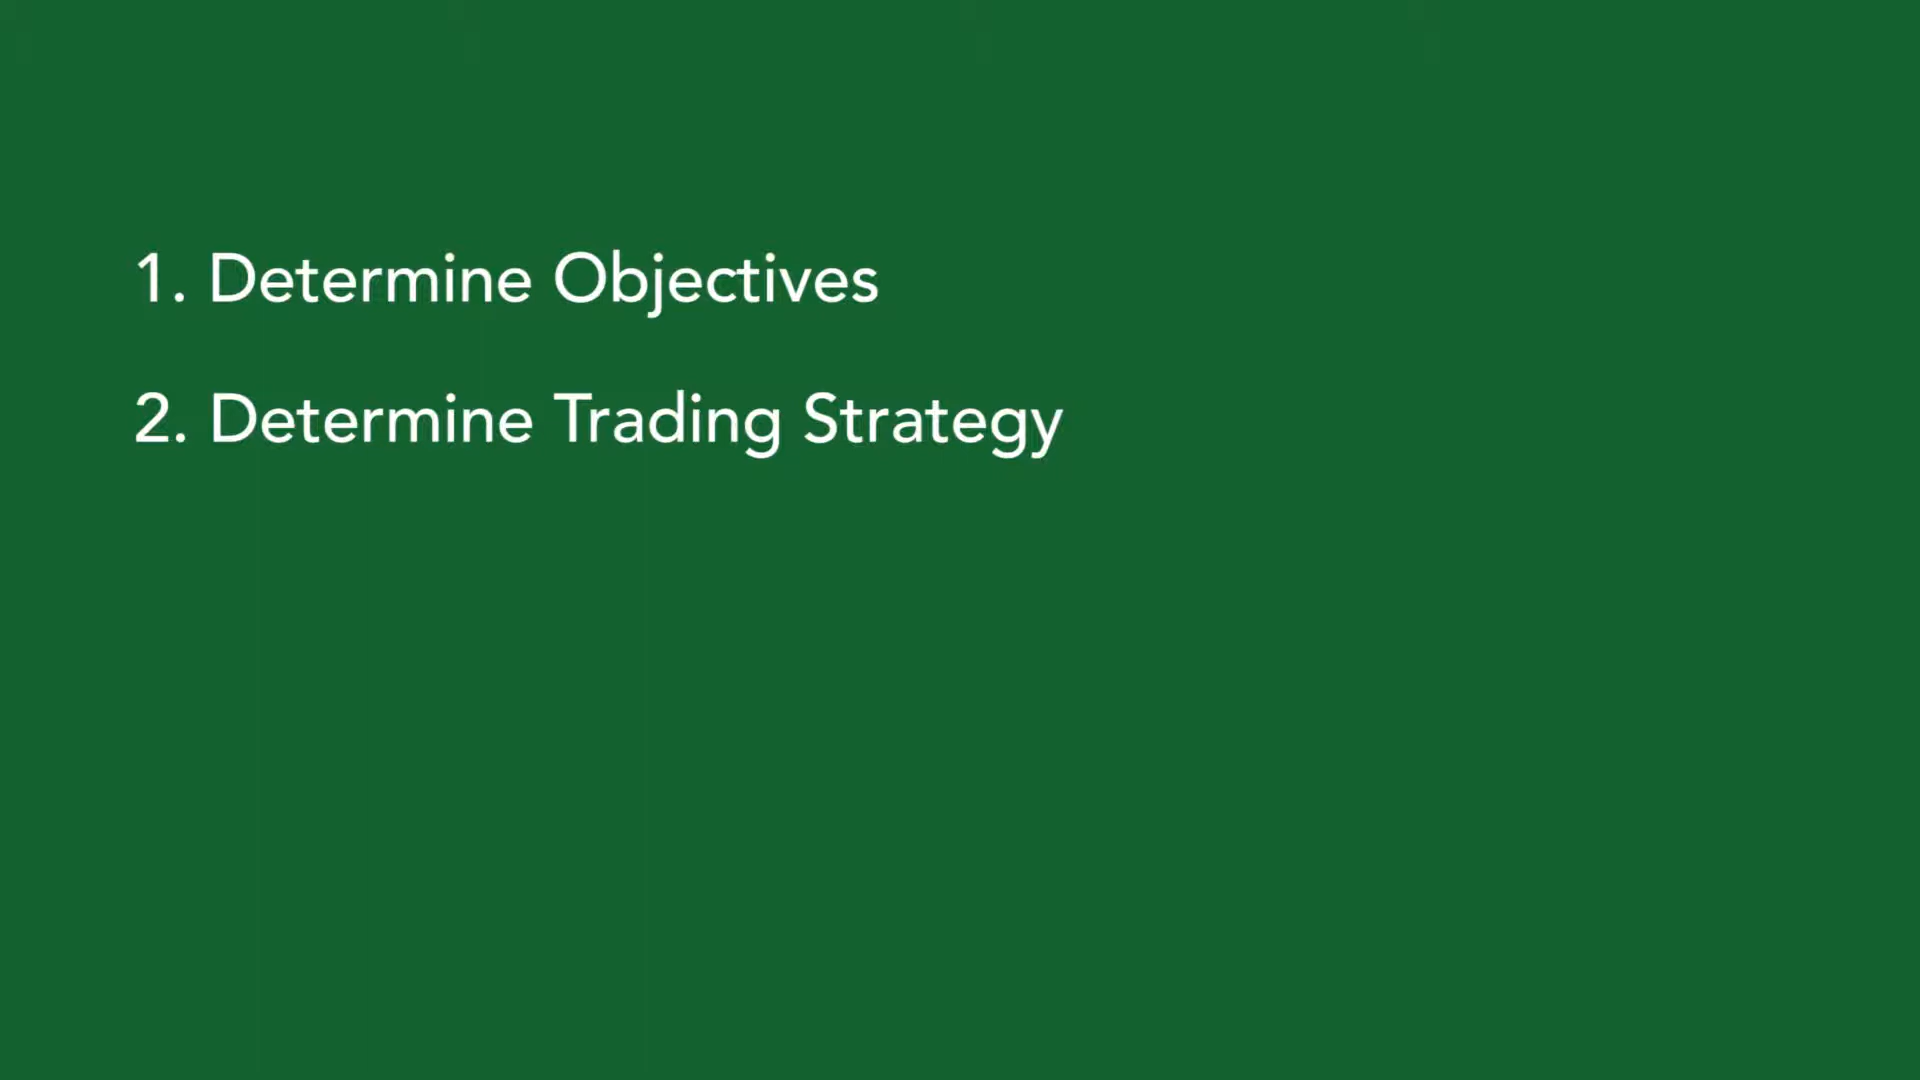 1. Determine Objectives
2. Determine Trading Strategy